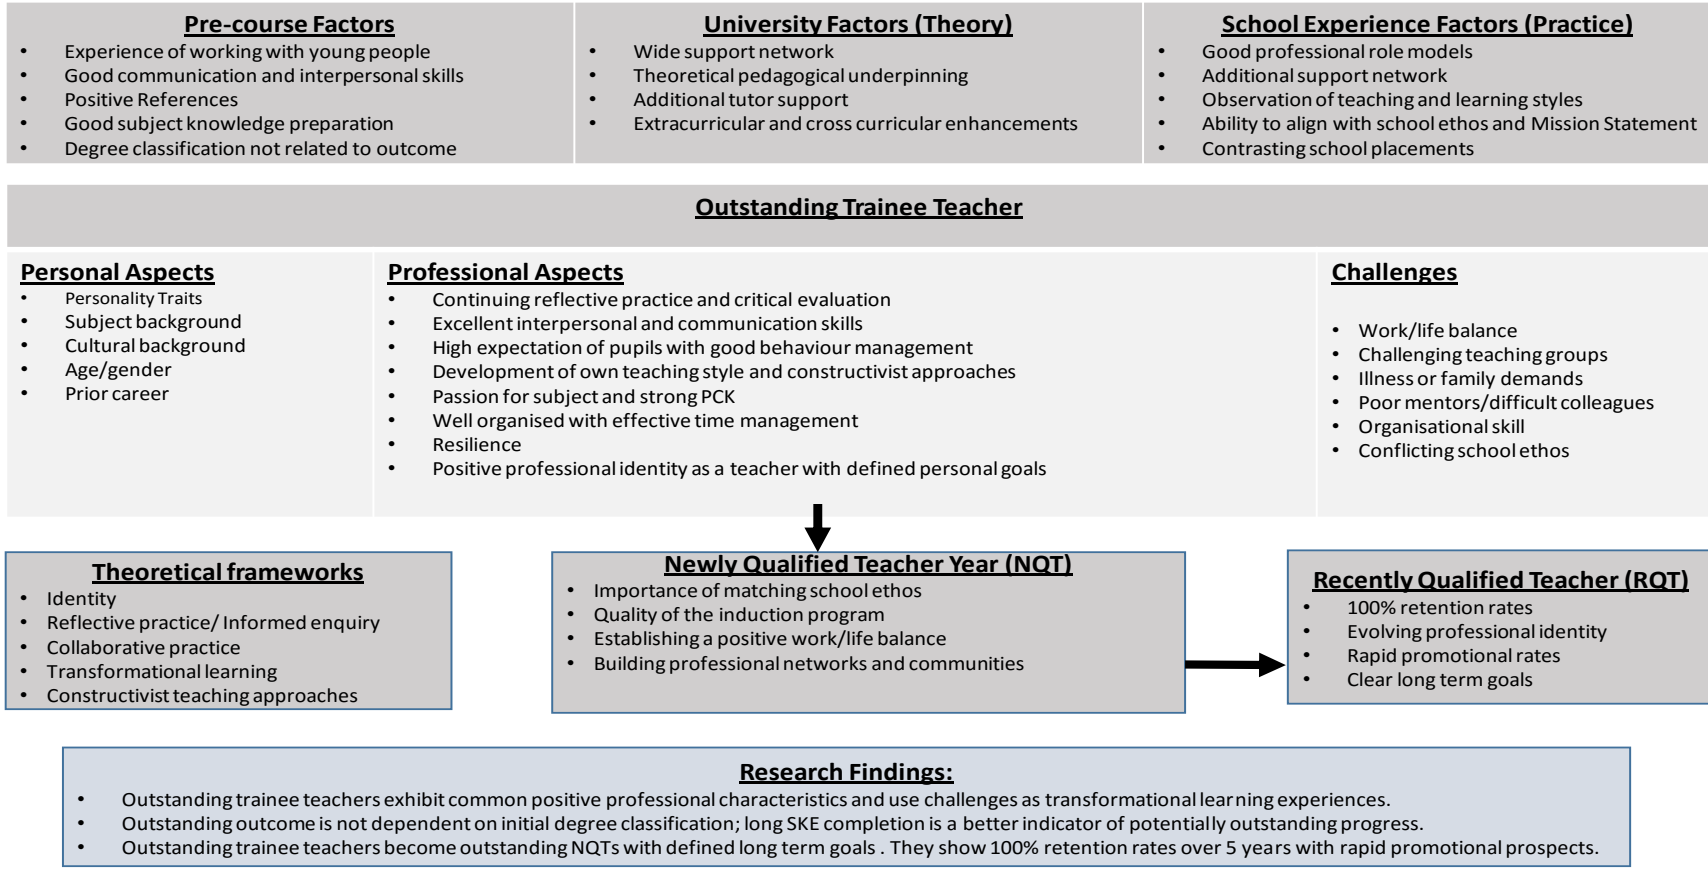 Pre-course Factors
• Experience of working with young people
• Good communication and interpersonal skills
• Positive References
• Good subject knowledge preparation
• Degree classification not related to outcome
University Factors (Theory)
• Wide support network
• Theoretical pedagogical underpinning
• Additional tutor support
• Extracurricular and cross curricular enhancements
School Experience Factors (Practice)
• Good professional role models
• Additional support network
• Observation of teaching and learning styles
• Ability to align with school ethos and Mission Statement
• Contrasting school placements
Outstanding Trainee Teacher
Personal Aspects
• Personality Traits
• Subject background
• Cultural background
• Age/gender
• Prior career
Professional Aspects
• Continuing reflective practice and critical evaluation
• Excellent interpersonal and communication skills
• High expectation of pupils with good behaviour management
• Development of own teaching style and constructivist approaches
• Passion for subject and strong PCK
• Well organised with effective time management
• Resilience
• Positive professional identity as a teacher with defined personal goals
Challenges
• Work/life balance
• Challenging teaching groups
• Illness or family demands
• Poor mentors/difficult colleagues
• Organisational skill
• Conflicting school ethos
Theoretical frameworks
• Identity
• Reflective practice/ Informed enquiry
• Collaborative practice
• Transformational learning
• Constructivist teaching approaches
Newly Qualified Teacher Year (NQT)
• Importance of matching school ethos
• Quality of the induction program
• Establishing a positive work/life balance
• Building professional networks and communities
Recently Qualified Teacher (RQT)
• 100% retention rates
• Evolving professional identity
• Rapid promotional rates
• Clear long term goals
Research Findings:
• Outstanding trainee teachers exhibit common positive professional characteristics and use challenges as transformational learning experiences.
• Outstanding outcome is not dependent on initial degree classification; long SKE completion is a better indicator of potentially outstanding progress.
• Outstanding trainee teachers become outstanding NQTs with defined long term goals . They show 100% retention rates over 5 years with rapid promotional prospects.